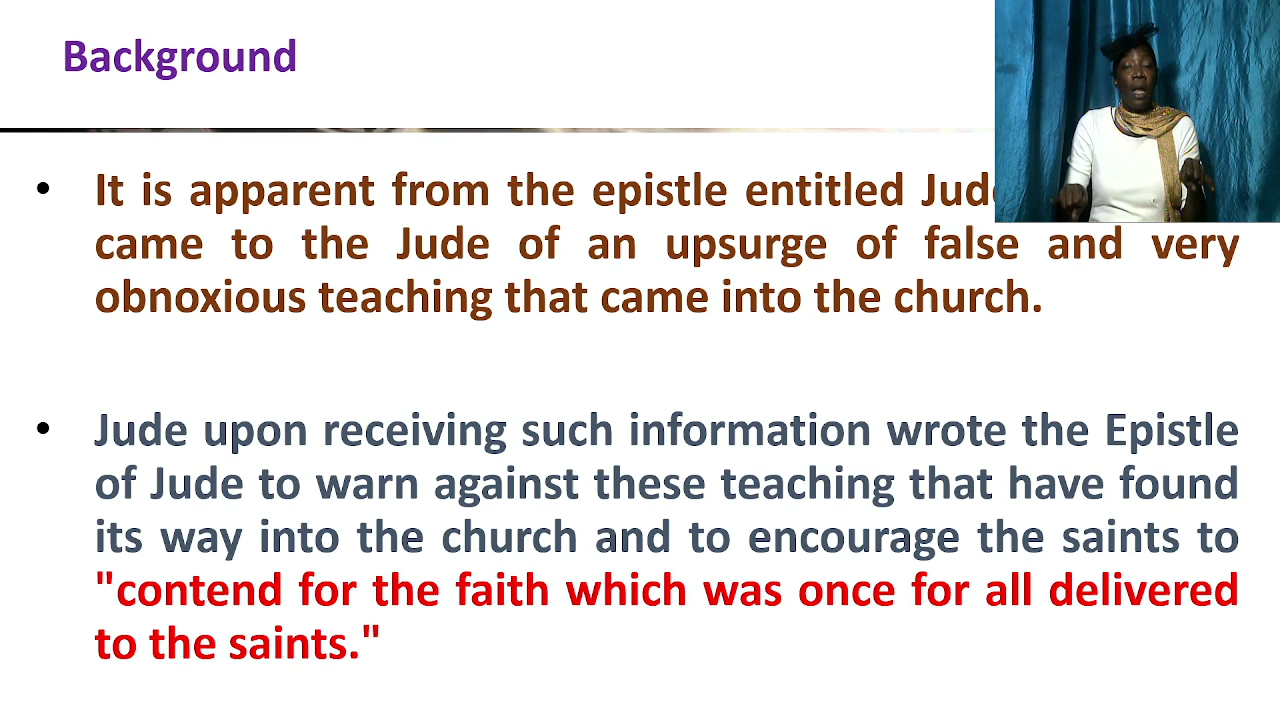 Background
• It is apparent from the epistle entitled Jude
came to the Jude of an upsurge of false and very
obnoxious teaching that came into the church.
• Jude upon receiving such information wrote the Epistle
of Jude to warn against these teaching that have found
its way into the church and to encourage the saints to
"contend for the faith which was once for all delivered
to the saints."